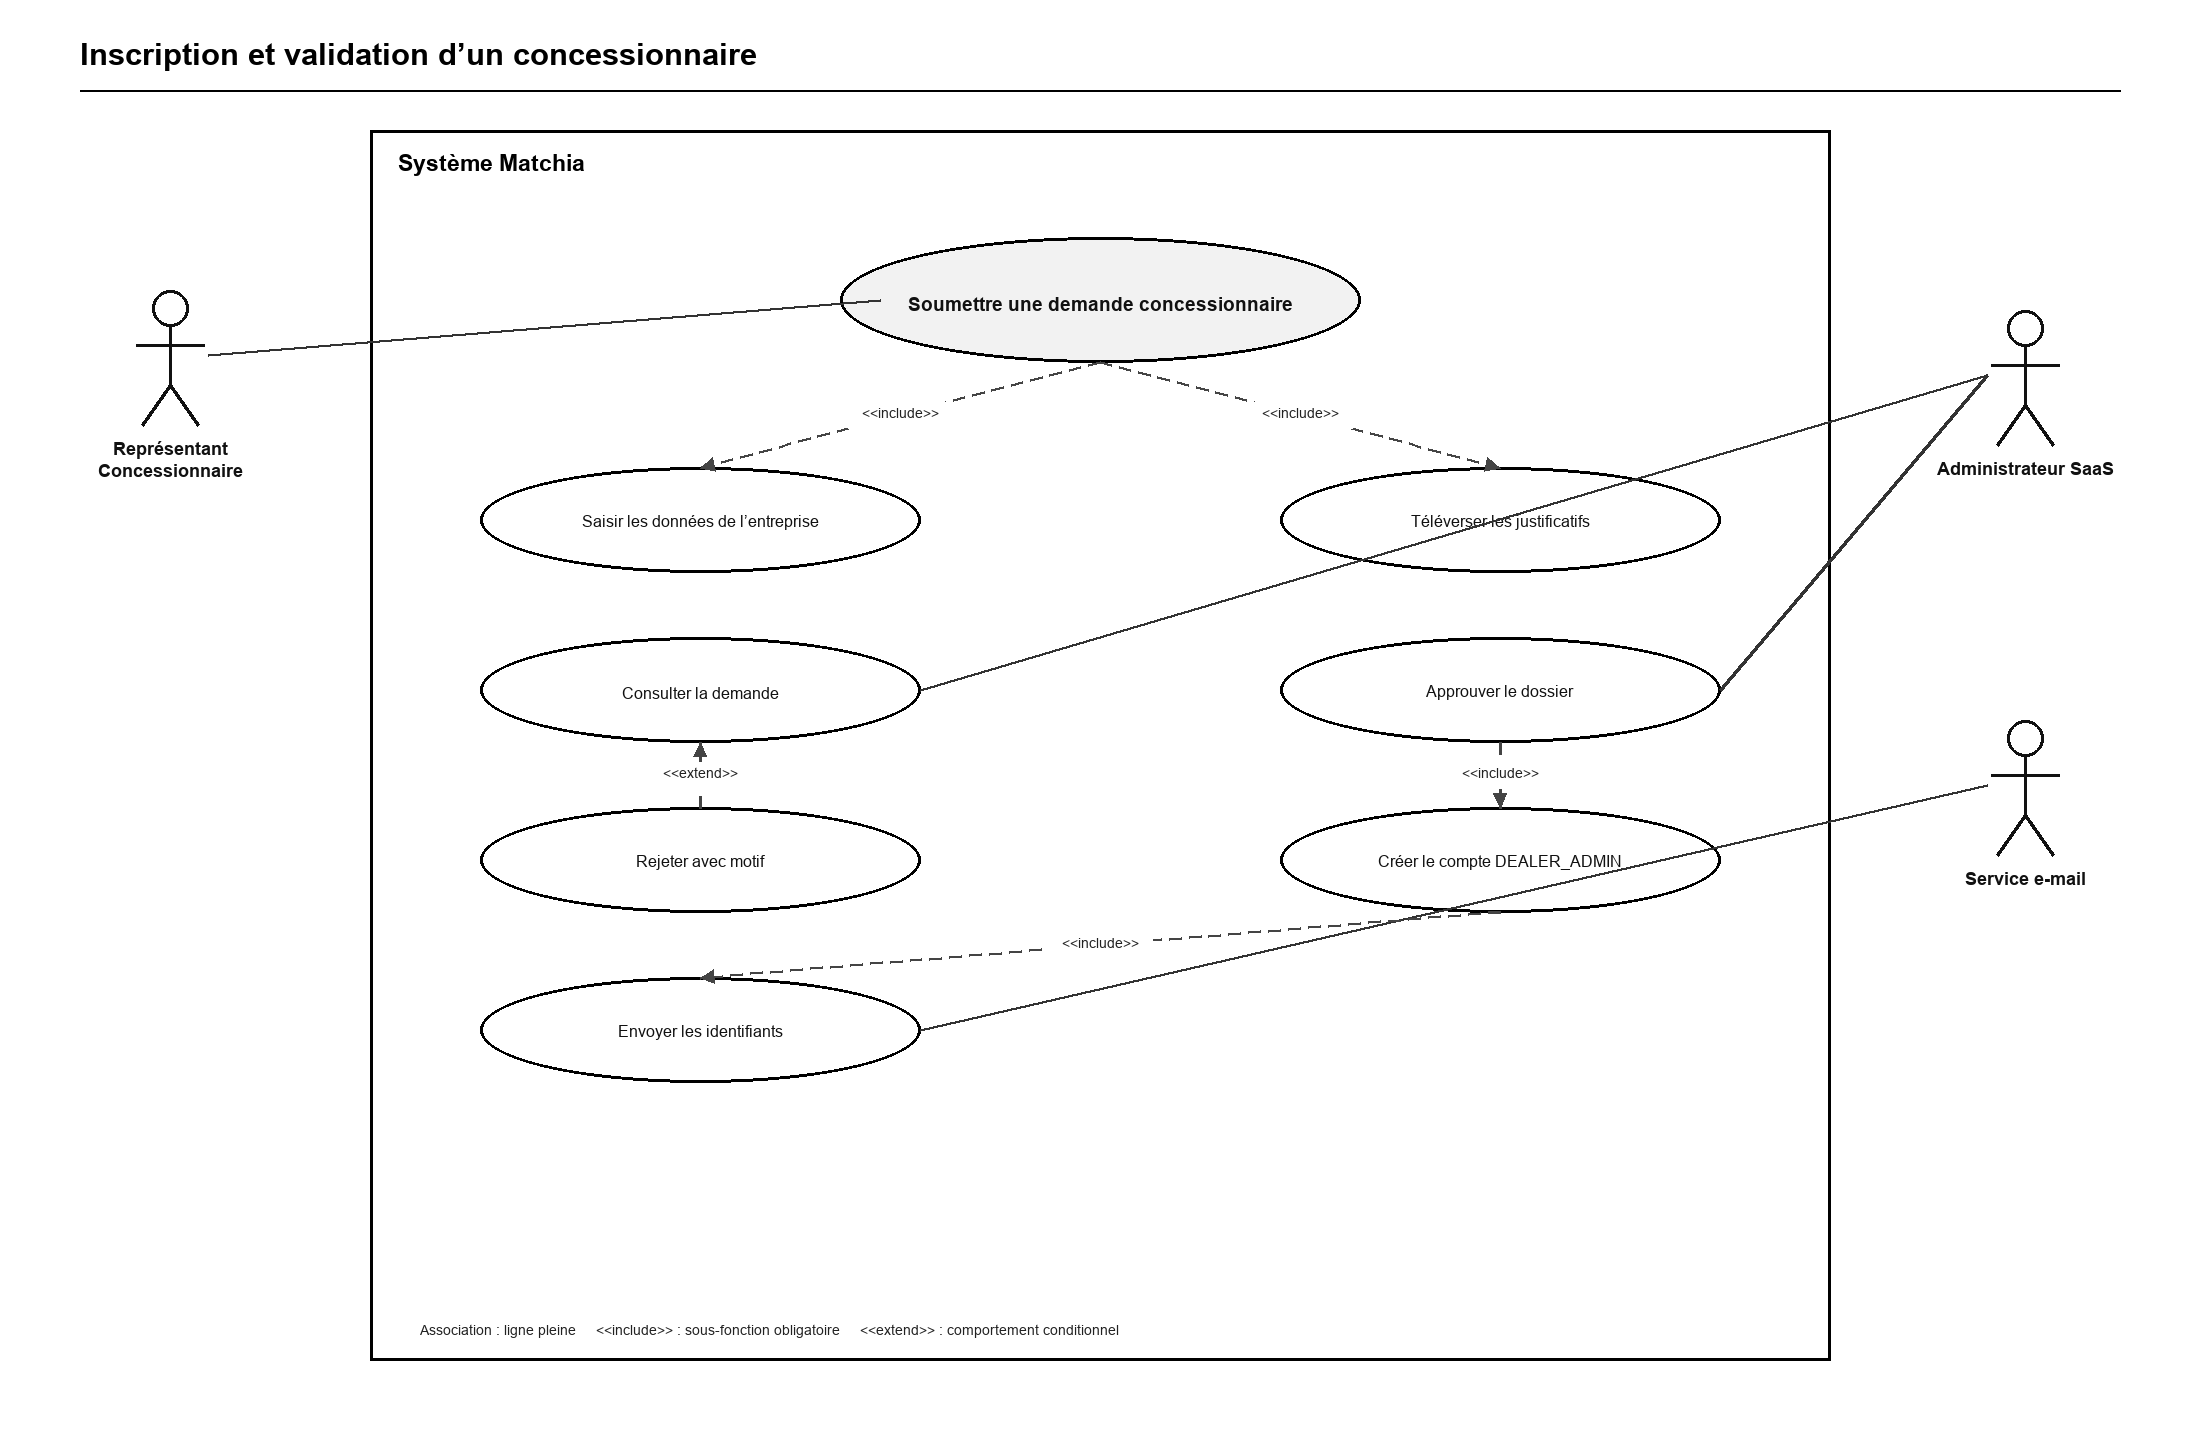 Inscription et validation d’un concessionnaire
Système Matchia
Soumettre une demande concessionnaire
Représentant
Concessionnaire
Administrateur SaaS
<<include>>
<<include>>
Saisir les données de l’entreprise
Téléverser les justificatifs
Consulter la demande
Approuver le dossier
<<extend>>
<<include>>
Rejeter avec motif
Créer le compte DEALER_ADMIN
Service e-mail
<<include>>
Envoyer les identifiants
Association : ligne pleine <<include>> : sous-fonction obligatoire <<extend>> : comportement conditionnel